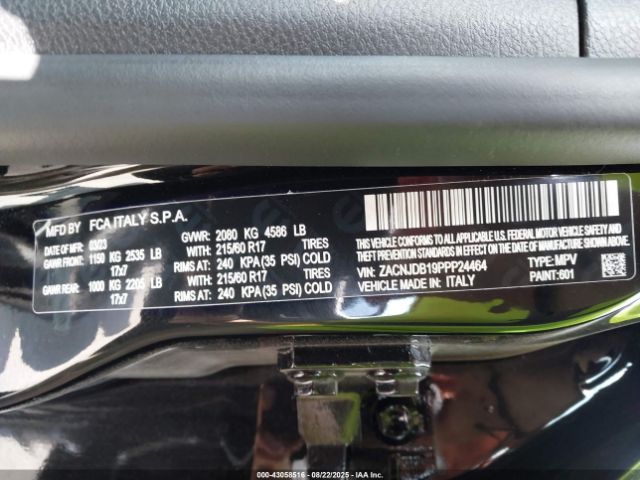 MFD BY FCA ITALY S.P.A.
DATE OF MFR 03/23 GVWR: 2080 KG 4586 LB
GAWR FRONT: 1150 KG 2535 LB WITH: 215/60 R17 TIRES
17x7 RIMS AT: 240 KPA(35 PSI) COLD
GAWR REAR: 1000 KG 2205 LB WITH: 215/60 R17 TIRES
17x7 RIMS AT: 240 KPA(35 PSI) COLD
THIS VEHICLE CONFORMS TO ALL APPLICABLE
FEDERAL MOTOR VEHICLE SAFETY, BUMPER AND THEFT PREVENTION
STANDARDS IN EFFECT ON THE DATE OF MANUFACTURE SHOWN ABOVE.
VIN: ZACNJDB19PPP24464 TYPE: MPV
VEHICLE MADE IN: ITALY PAINT: 601
000-43058516 - 08/22/2025 - IAAI.COM